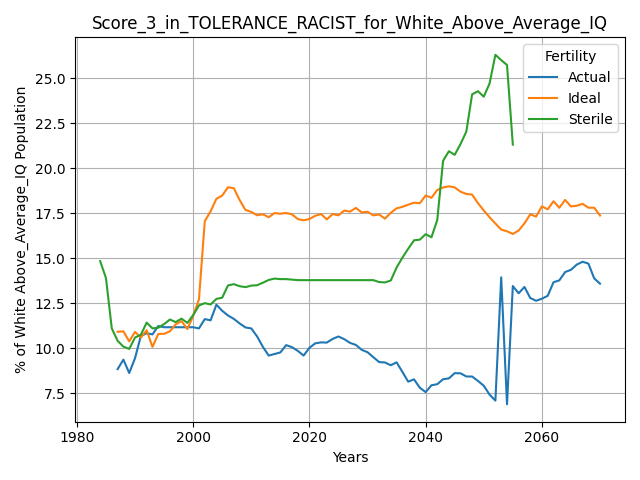 Score_3_in_TOLERANCE_RACIST_for_White_Above_Average_IQ
% of White Above_Average_IQ Population
25.0
22.5
20.0
17.5
15.0
12.5
10.0
7.5
Fertility
Actual
Ideal
Sterile
1980
2000
2020
2040
2060
Years